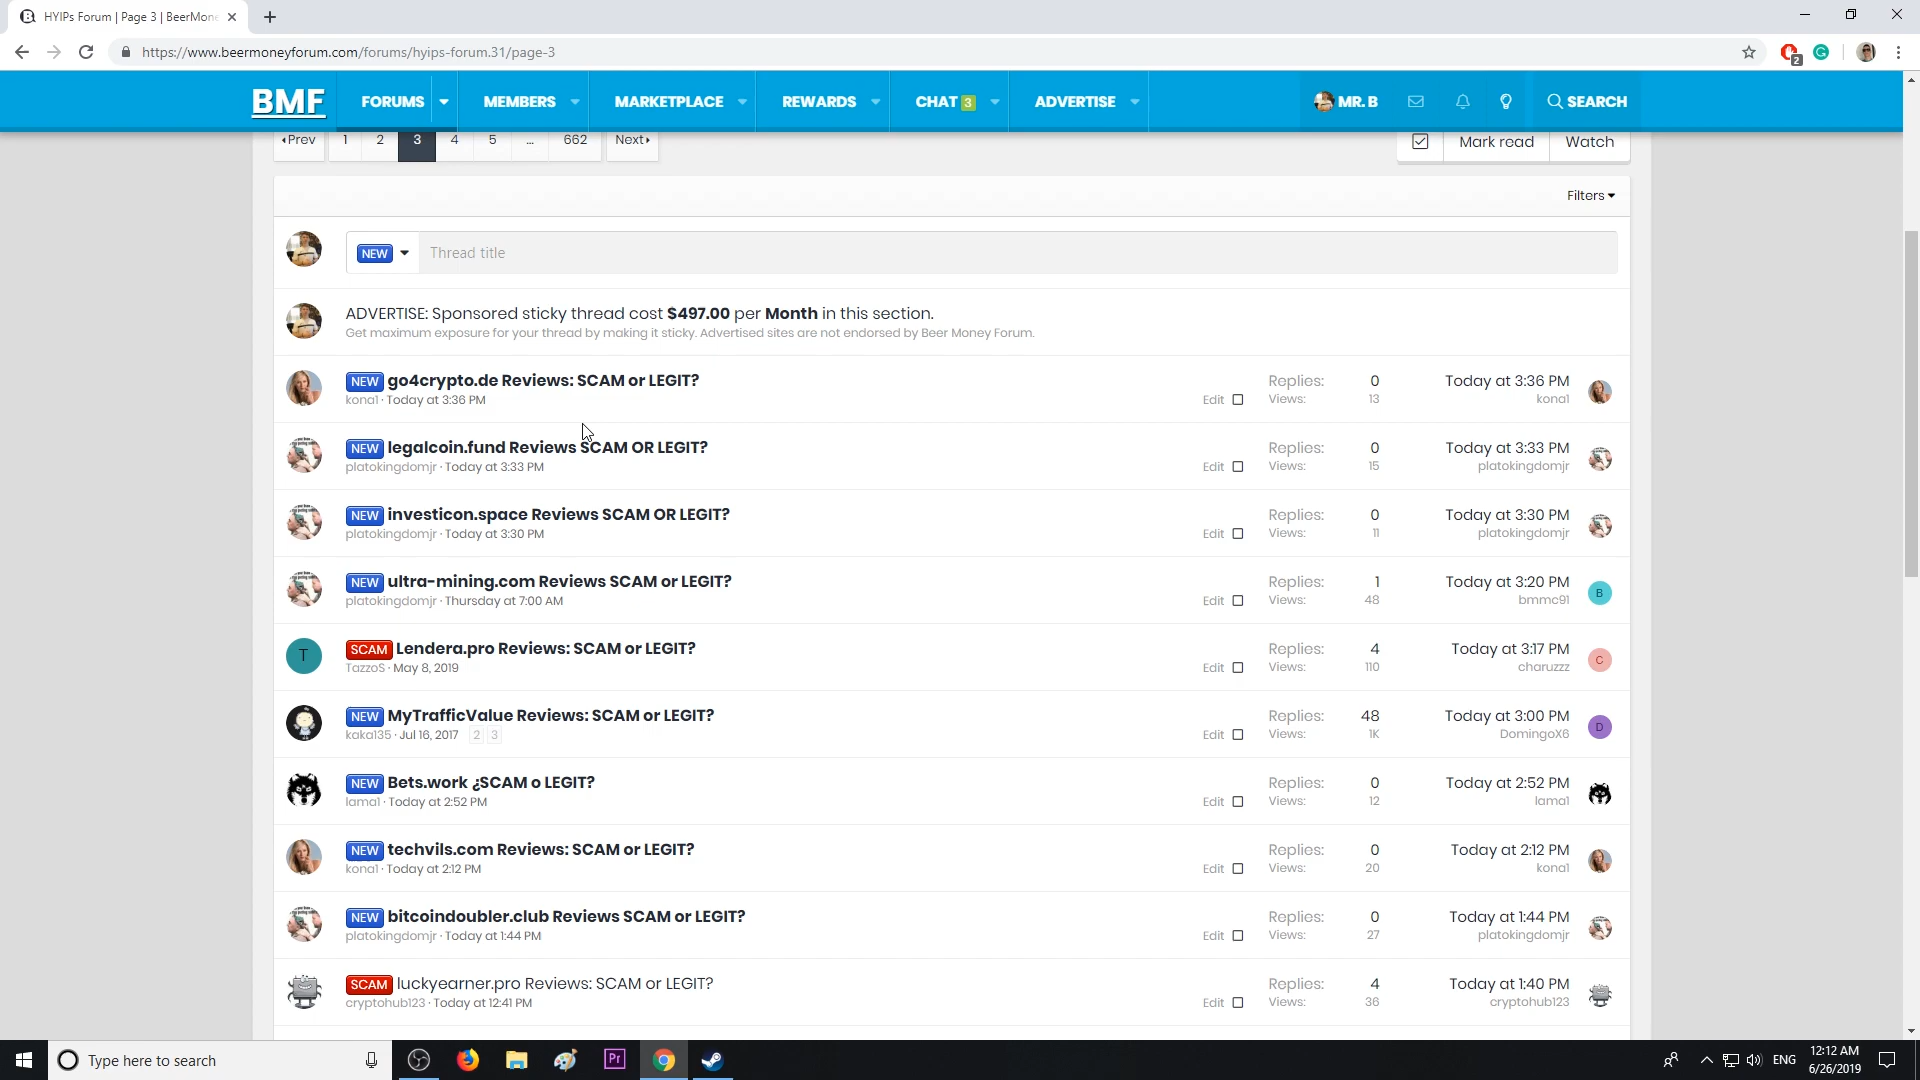 HYIPs Forum | Page 3 | BeerMone
https://www.beermoneyforum.com/forums/hyips-forum.31/page-3
2
BMF FORUMS MEMBERS MARKETPLACE REWARDS CHAT 3 ADVERTISE MR. B SEARCH
Prev 1 2 3 4 5 ... 662 Next Mark read Watch
Filters
NEW Thread title
ADVERTISE: Sponsored sticky thread cost $497.00 per Month in this section.
Get maximum exposure for your thread by making it sticky. Advertised sites are not endorsed by Beer Money Forum.
NEW go4crypto.de Reviews: SCAM or LEGIT? Replies: 0 Today at 3:36 PM
kona1 · Today at 3:36 PM Edit Views: 13 kona1
NEW legalcoin.fund Reviews SCAM OR LEGIT? Replies: 0 Today at 3:33 PM
platokingdomjr · Today at 3:33 PM Edit Views: 15 platokingdomjr
NEW investicon.space Reviews SCAM OR LEGIT? Replies: 0 Today at 3:30 PM
platokingdomjr · Today at 3:30 PM Edit Views: 11 platokingdomjr
NEW ultra-mining.com Reviews SCAM or LEGIT? Replies: 1 Today at 3:20 PM
platokingdomjr · Thursday at 7:00 AM Edit Views: 48 bmmc91 B
T SCAM Lendera.pro Reviews: SCAM or LEGIT? Replies: 4 Today at 3:17 PM
TazzoS · May 8, 2019 Edit Views: 110 charuzzz C
NEW MyTrafficValue Reviews: SCAM or LEGIT? Replies: 48 Today at 3:00 PM
kaka135 · Jul 16, 2017 2 3 Edit Views: 1K DomingoX6 D
NEW Bets.work ¿SCAM o LEGIT? Replies: 0 Today at 2:52 PM
lama1 · Today at 2:52 PM Edit Views: 12 lama1
NEW techvils.com Reviews: SCAM or LEGIT? Replies: 0 Today at 2:12 PM
kona1 · Today at 2:12 PM Edit Views: 20 kona1
NEW bitcoindoubler.club Reviews SCAM or LEGIT? Replies: 0 Today at 1:44 PM
platokingdomjr · Today at 1:44 PM Edit Views: 27 platokingdomjr
SCAM luckyearner.pro Reviews: SCAM or LEGIT? Replies: 4 Today at 1:40 PM
cryptohub123 · Today at 12:41 PM Edit Views: 36 cryptohub123
Type here to search Pr ENG 12:12 AM
6/26/2019